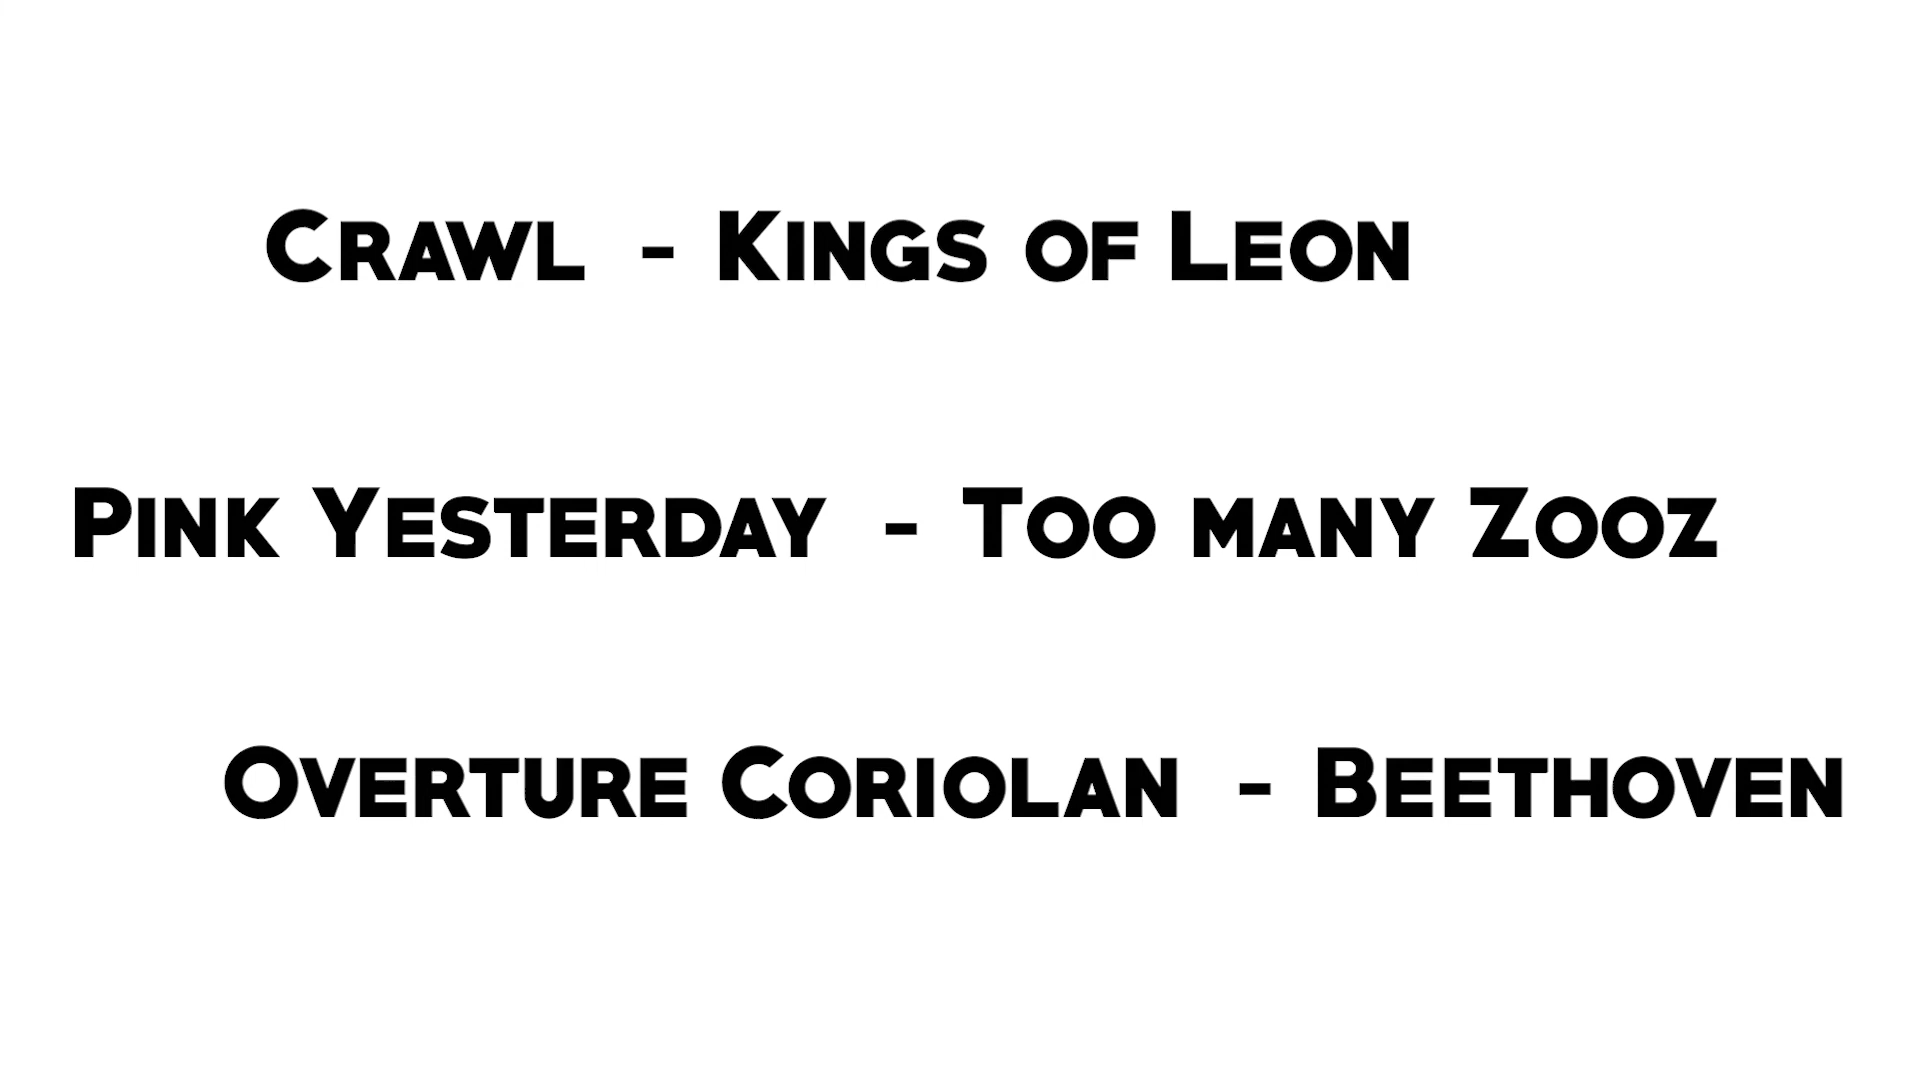 Crawl - Kings of Leon
Pink Yesterday - Too many Zooz
Overture Coriolan - Beethoven